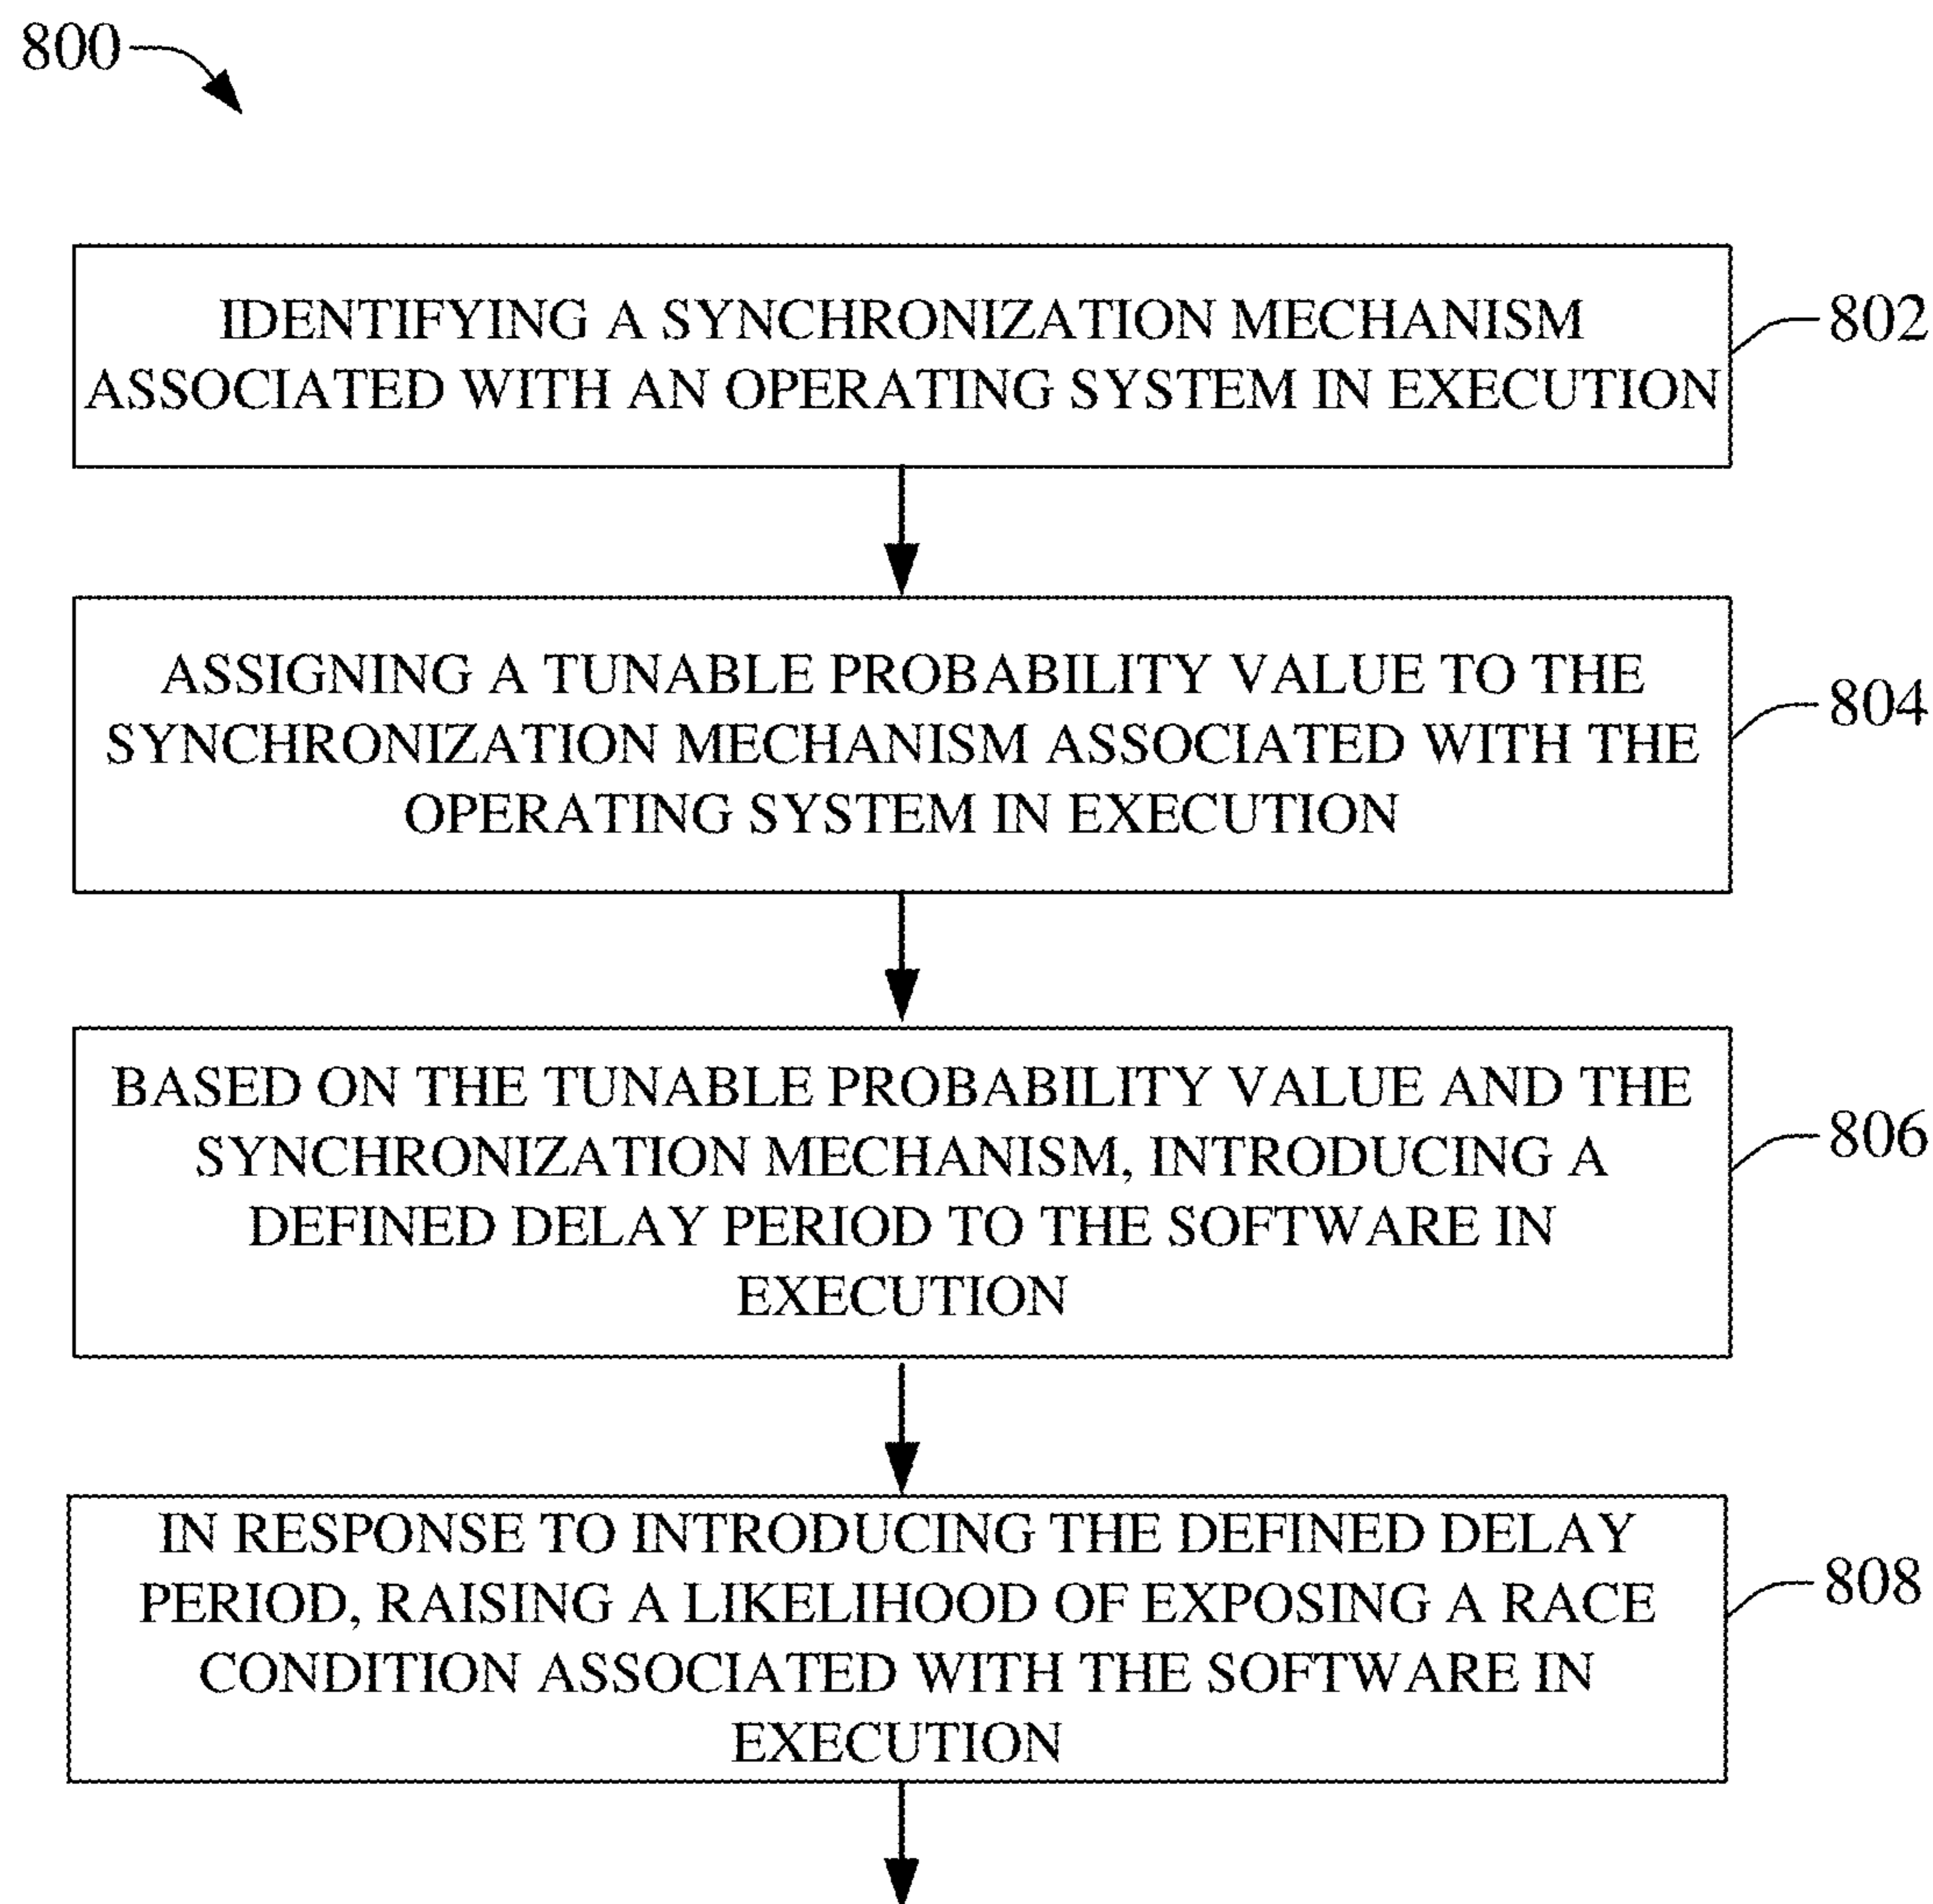 800
IDENTIFYING A SYNCHRONIZATION MECHANISM
ASSOCIATED WITH AN OPERATING SYSTEM IN EXECUTION
802
ASSIGNING A TUNABLE PROBABILITY VALUE TO THE
SYNCHRONIZATION MECHANISM ASSOCIATED WITH THE
OPERATING SYSTEM IN EXECUTION
804
BASED ON THE TUNABLE PROBABILITY VALUE AND THE
SYNCHRONIZATION MECHANISM, INTRODUCING A
DEFINED DELAY PERIOD TO THE SOFTWARE IN
EXECUTION
806
IN RESPONSE TO INTRODUCING THE DEFINED DELAY
PERIOD, RAISING A LIKELIHOOD OF EXPOSING A RACE
CONDITION ASSOCIATED WITH THE SOFTWARE IN
EXECUTION
808